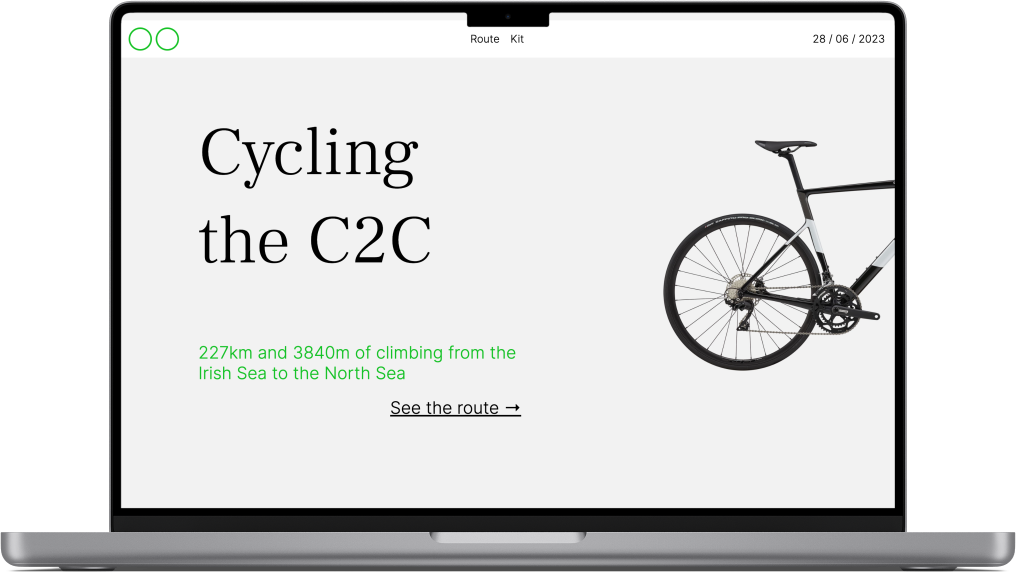 Route Kit 28 / 06 / 2023
Cycling
the C2C
227km and 3840m of climbing from the
Irish Sea to the North Sea
See the route →